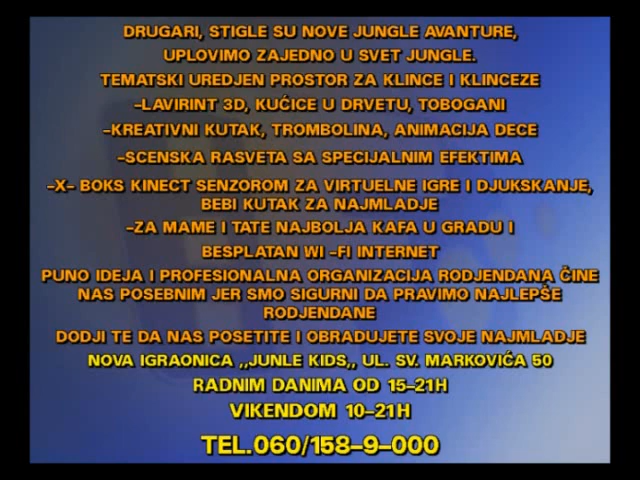 DRUGARI, STIGLE SU NOVE JUNGLE AVANTURE,
UPLOVIMO ZAJEDNO U SVET JUNGLE.
TEMATSKI UREDJEN PROSTOR ZA KLINCE I KLINCEZE
-LAVIRINT 3D, KUĆICE U DRVETU, TOBOGANI
-KREATIVNI KUTAK, TROMBOLINA, ANIMACIJA DECE
-SCENSKA RASVETA SA SPECIJALNIM EFEKTIMA
-X- BOKS KINECT SENZOROM ZA VIRTUELNE IGRE I DJUKSKANJE,
BEBI KUTAK ZA NAJMLADJE
-ZA MAME I TATE NAJBOLJA KAFA U GRADU I
BESPLATAN WI -FI INTERNET
PUNO IDEJA I PROFESIONALNA ORGANIZACIJA RODJENDANA ČINE
NAS POSEBNIM JER SMO SIGURNI DA PRAVIMO NAJLEPŠE
RODJENDANE
DODJI TE DA NAS POSETITE I OBRADUJETE SVOJE NAJMLADJE
NOVA IGRAONICA ,,JUNLE KIDS,, UL. SV. MARKOVIĆA 50
RADNIM DANIMA OD 15-21H
VIKENDOM 10-21H
TEL.060/158-9-000